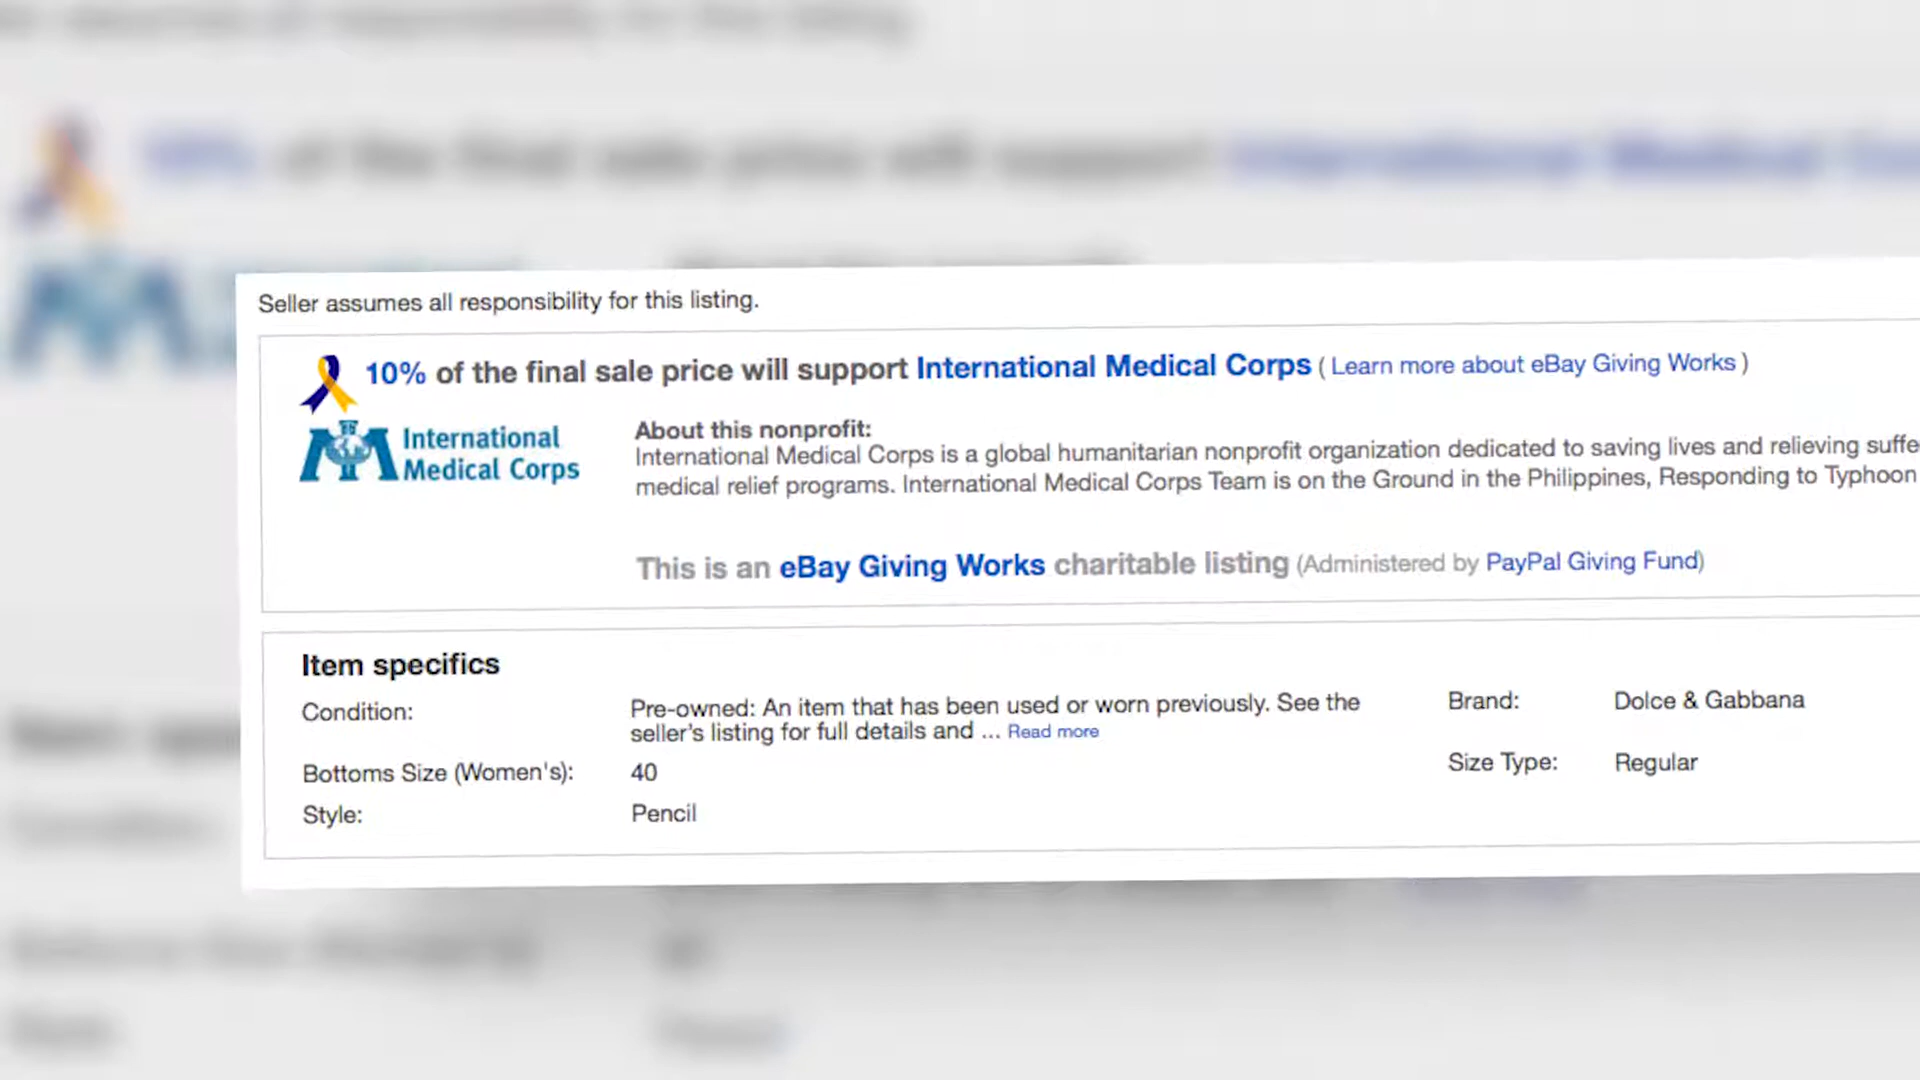 Seller assumes all responsibility for this listing.
10% of the final sale price will support International Medical Corps ( Learn more about eBay Giving Works )
International
Medical Corps
About this nonprofit:
International Medical Corps is a global humanitarian nonprofit organization dedicated to saving lives and relieving suffe
medical relief programs. International Medical Corps Team is on the Ground in the Philippines, Responding to Typhoon
This is an eBay Giving Works charitable listing (Administered by PayPal Giving Fund)
Item specifics
Condition: Pre-owned: An item that has been used or worn previously. See the
seller's listing for full details and ... Read more
Brand: Dolce & Gabbana
Bottoms Size (Women's): 40
Size Type: Regular
Style: Pencil